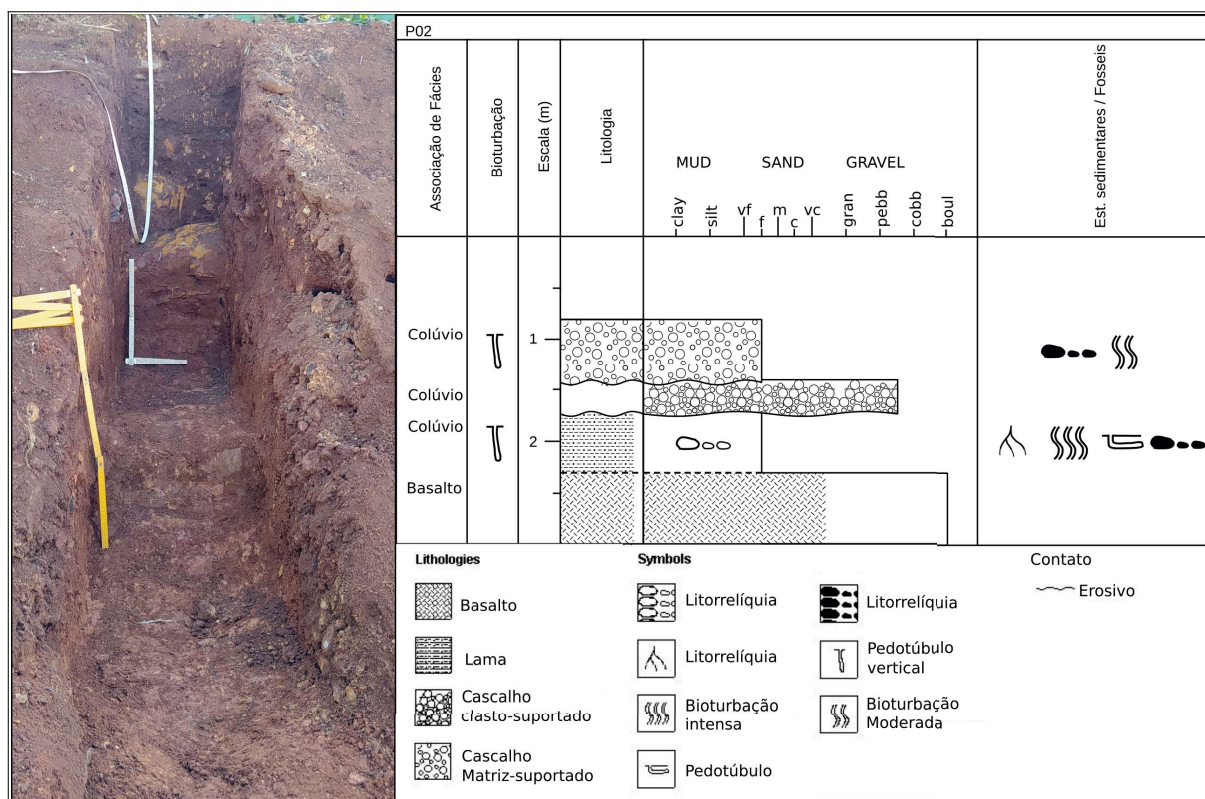 P02
Associação de Fácies
Bioturbação
Escala (m)
Litologia
MUD SAND GRAVEL
clay silt vf f m c vc gran pebb cobb boul
Est. sedimentares / Fosseis
Colúvio 1
Colúvio
Colúvio
2
Basalto
Lithologies
Basalto
Lama
Cascalho
clasto-suportado
Cascalho
Matriz-suportado
Symbols
Litorrelíquia
Litorrelíquia
Bioturbação
intensa
Pedotúbulo
Litorrelíquia
Pedotúbulo
vertical
Bioturbação
Moderada
Contato
Erosivo